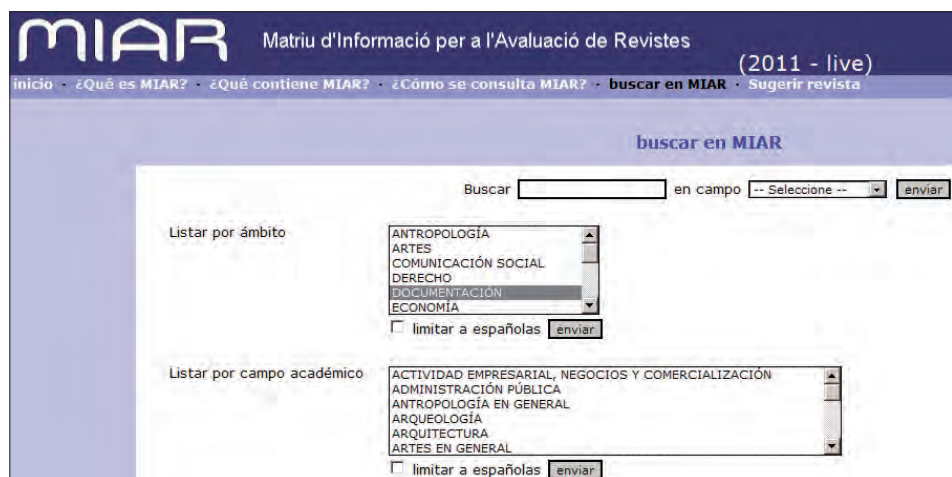 MIAR Matriu d'Informació per a l'Avaluació de Revistes
(2011 - live)
inicio · ¿Qué es MIAR? · ¿Qué contiene MIAR? · ¿Cómo se consulta MIAR? · buscar en MIAR · Sugerir revista
buscar en MIAR
Buscar en campo -- Seleccione -- enviar
Listar por ámbito
ANTROPOLOGÍA
ARTES
COMUNICACIÓN SOCIAL
DERECHO
DOCUMENTACIÓN
ECONOMÍA
limitar a españolas enviar
Listar por campo académico
ACTIVIDAD EMPRESARIAL, NEGOCIOS Y COMERCIALIZACIÓN
ADMINISTRACIÓN PÚBLICA
ANTROPOLOGÍA EN GENERAL
ARQUEOLOGÍA
ARQUITECTURA
ARTES EN GENERAL
limitar a españolas enviar